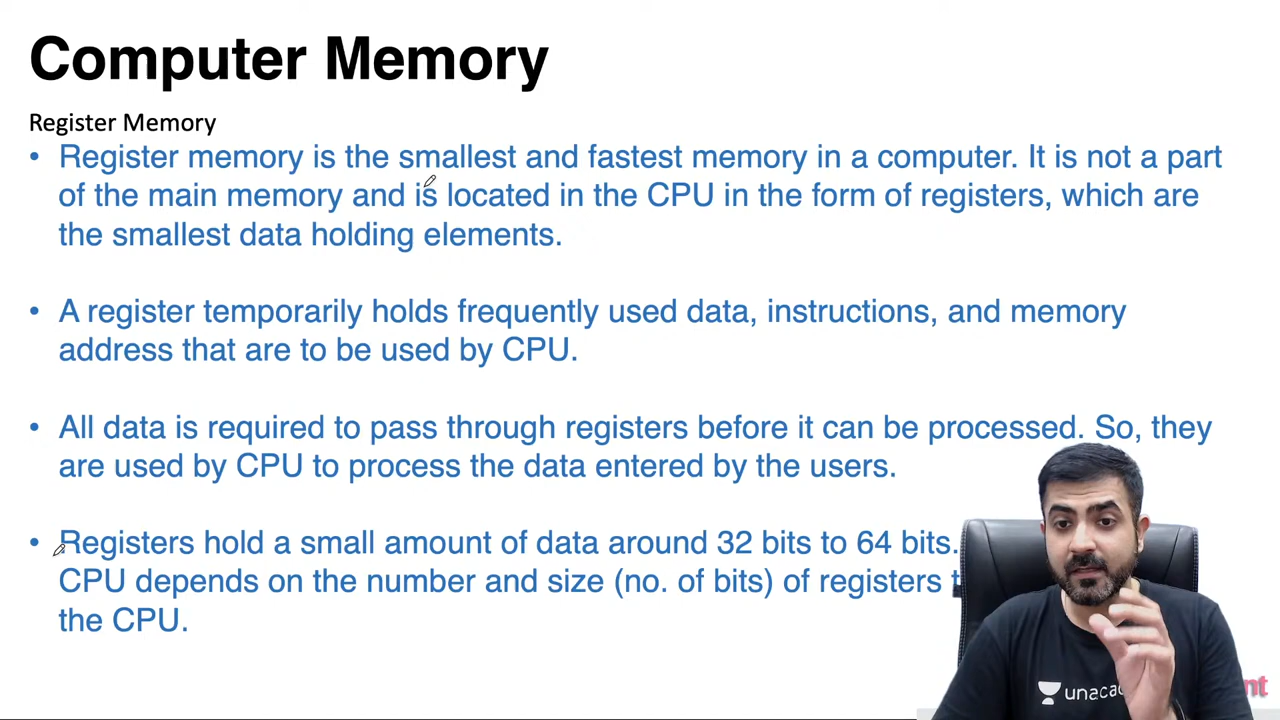 Computer Memory
Register Memory
• Register memory is the smallest and fastest memory in a computer. It is not a part
of the main memory and is located in the CPU in the form of registers, which are
the smallest data holding elements.
• A register temporarily holds frequently used data, instructions, and memory
address that are to be used by CPU.
• All data is required to pass through registers before it can be processed. So, they
are used by CPU to process the data entered by the users.
• Registers hold a small amount of data around 32 bits to 64 bits.
CPU depends on the number and size (no. of bits) of registers
the CPU.